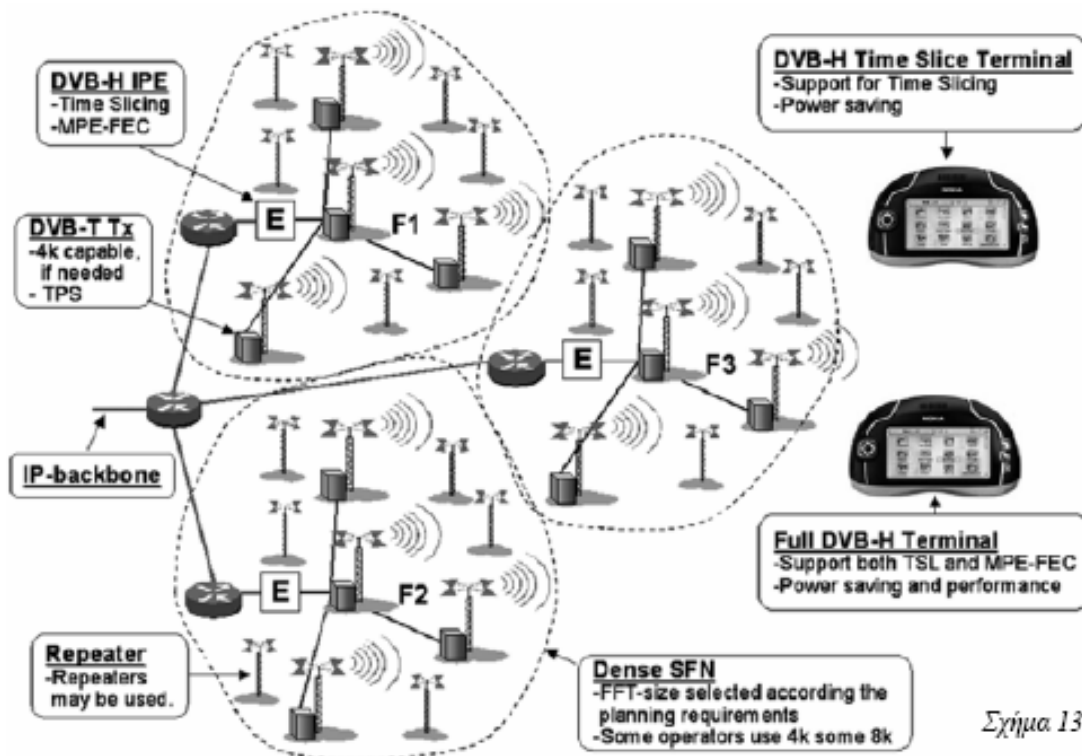 DVB-H IPE
-Time Slicing
-MPE-FEC
DVB-T Tx
-4k capable,
if needed
- TPS
IP-backbone
Repeater
-Repeaters
may be used.
E
F1
E
F2
E
F3
DVB-H Time Slice Terminal
-Support for Time Slicing
-Power saving
Full DVB-H Terminal
-Support both TSL and MPE-FEC
-Power saving and performance
Dense SFN
-FFT-size selected according the
planning requirements
-Some operators use 4k some 8k
Σχήμα 13